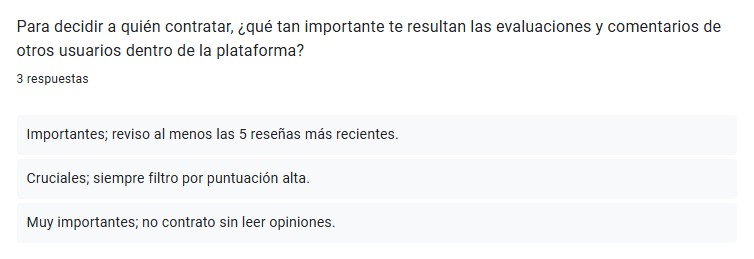 Para decidir a quién contratar, ¿qué tan importante te resultan las evaluaciones y comentarios de
otros usuarios dentro de la plataforma?
3 respuestas
Importantes; reviso al menos las 5 reseñas más recientes.
Cruciales; siempre filtro por puntuación alta.
Muy importantes; no contrato sin leer opiniones.